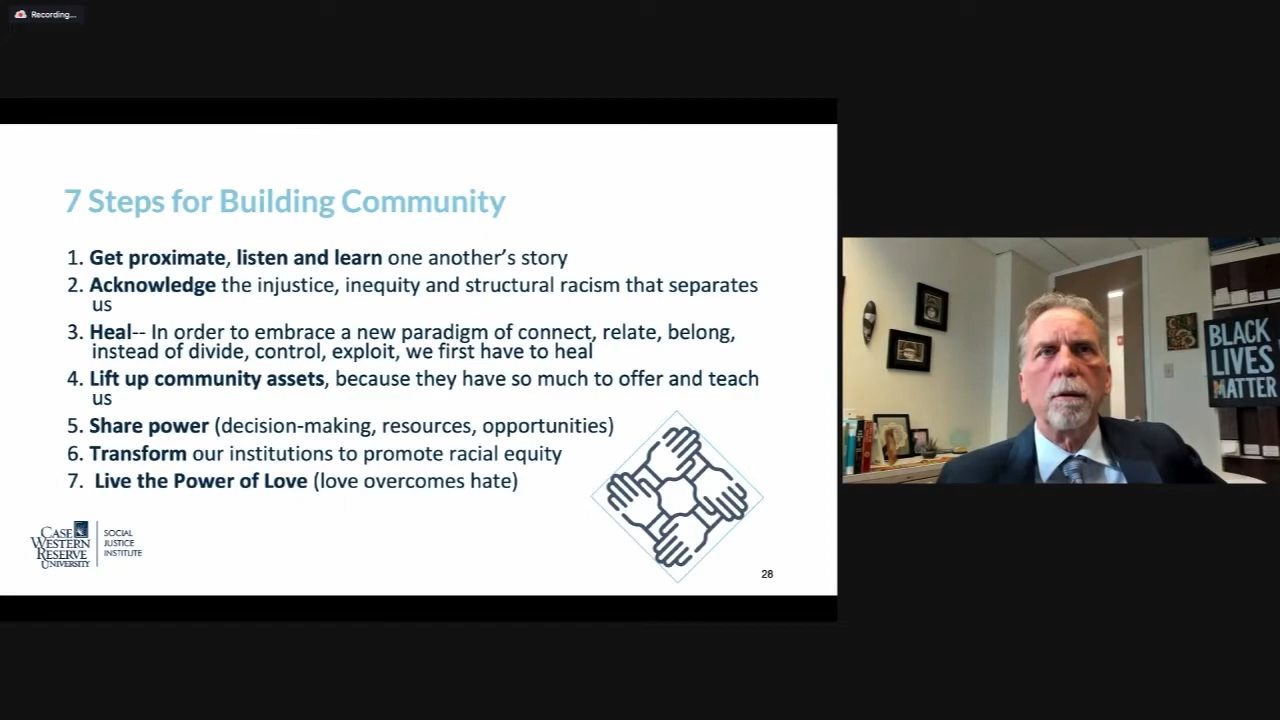 Recording...
7 Steps for Building Community
1. Get proximate, listen and learn one another's story
2. Acknowledge the injustice, inequity and structural racism that separates
us
3. Heal-- In order to embrace a new paradigm of connect, relate, belong,
instead of divide, control, exploit, we first have to heal
4. Lift up community assets, because they have so much to offer and teach
us
5. Share power (decision-making, resources, opportunities)
6. Transform our institutions to promote racial equity
7. Live the Power of Love (love overcomes hate)
CASE
WESTERN
RESERVE
UNIVERSITY
SOCIAL
JUSTICE
INSTITUTE
28
BLACK
LIVES
MATTER